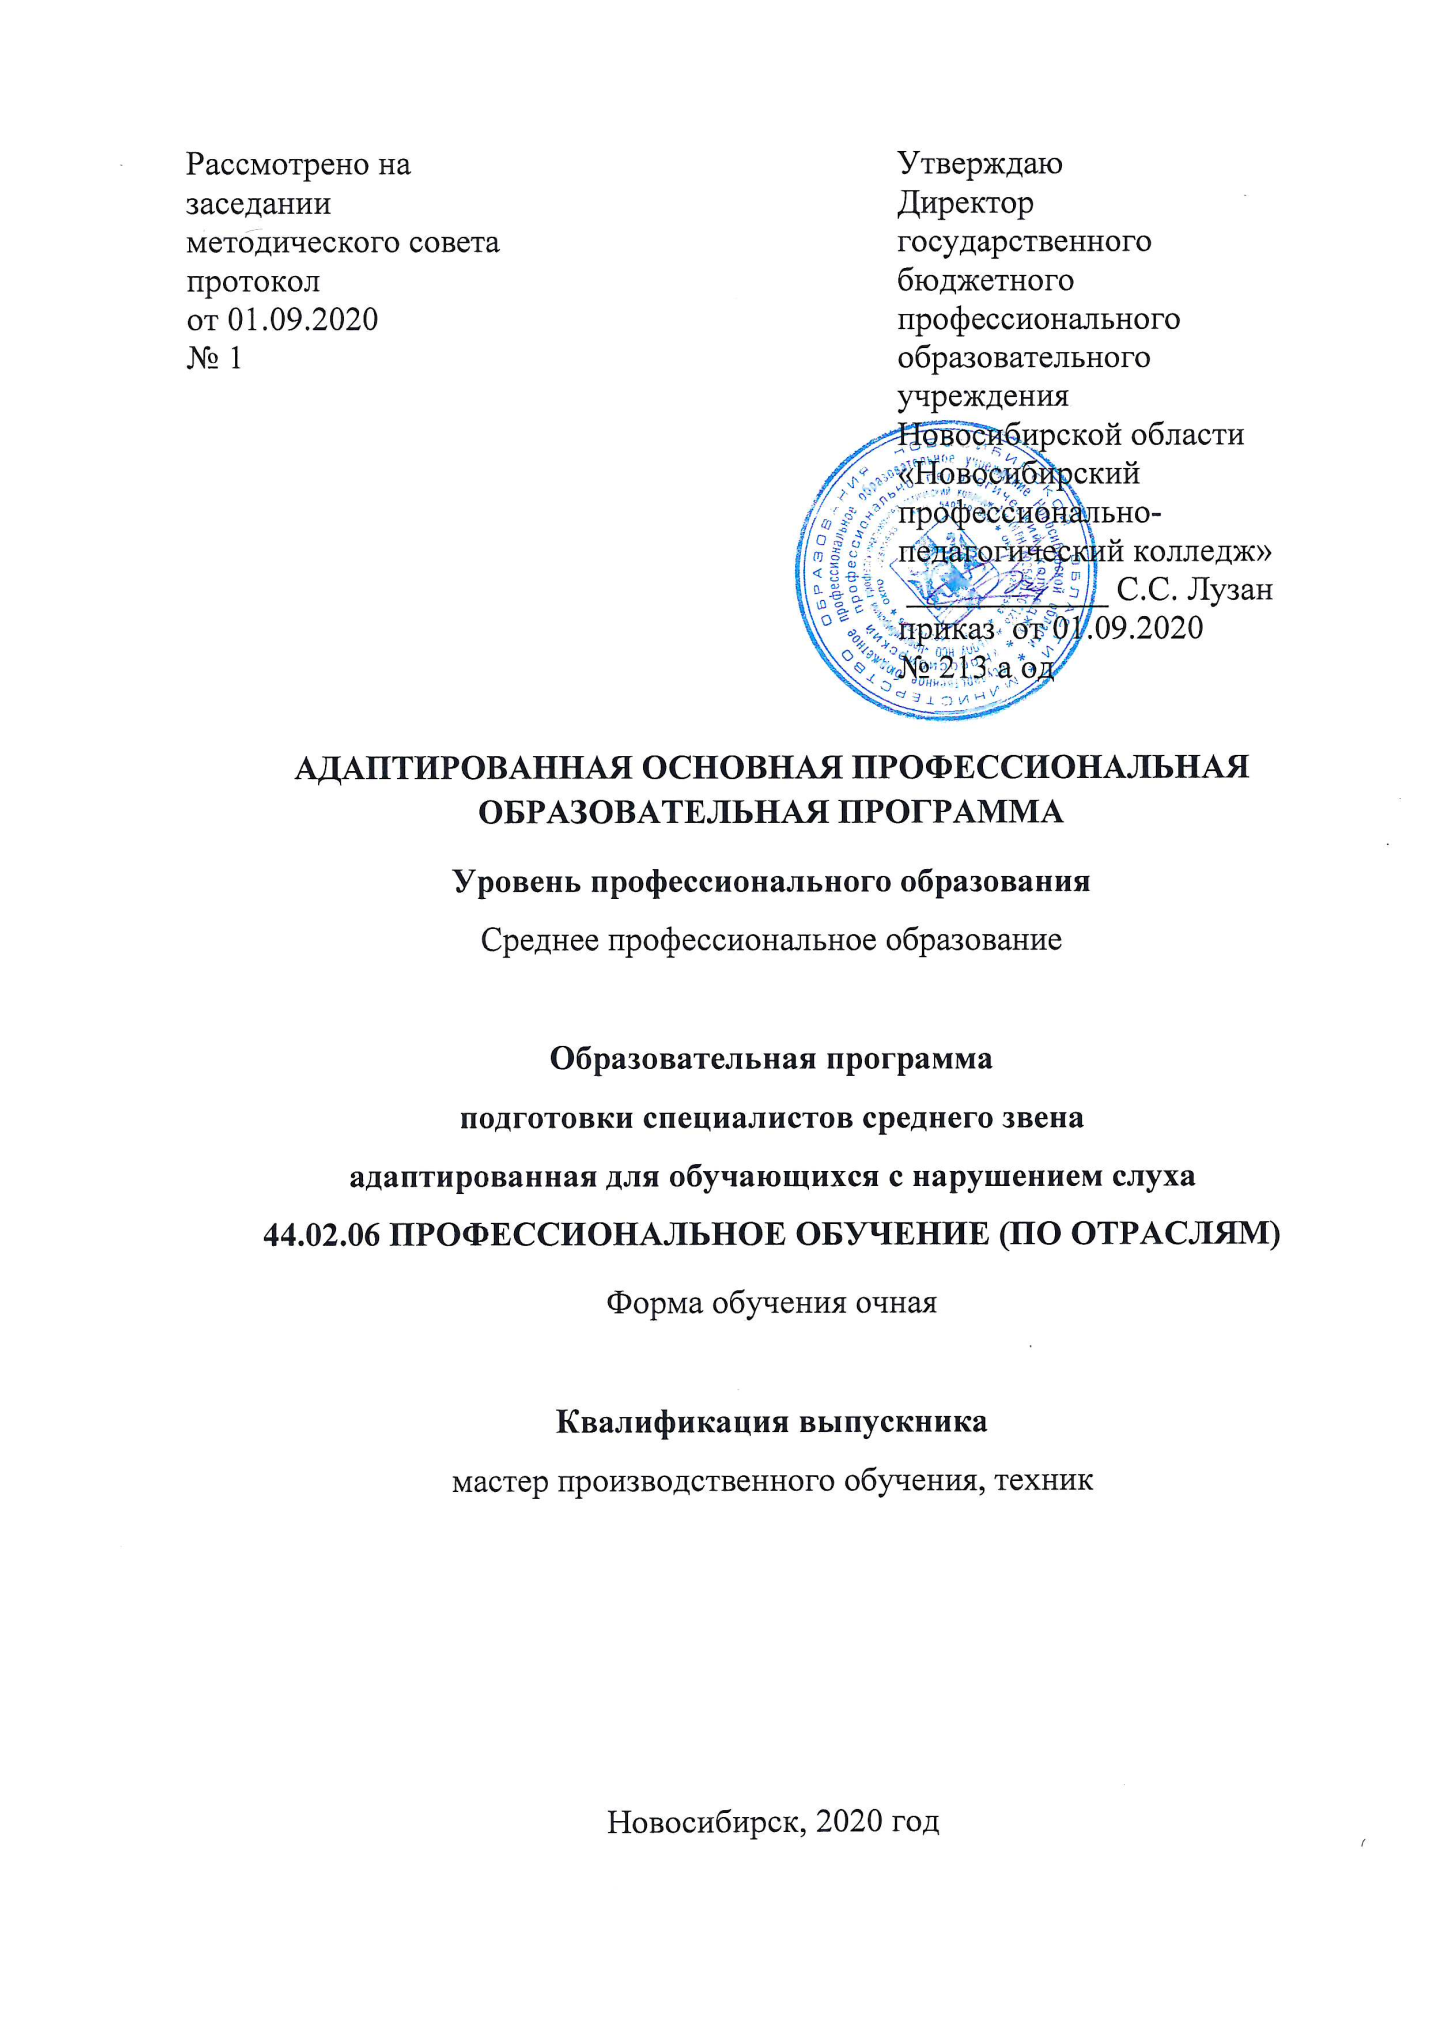 Рассмотрено на
заседании
методического совета
протокол
от 01.09.2020
№ 1
Утверждаю
Директор
государственного
бюджетного
профессионального
образовательного
учреждения
Новосибирской области
«Новосибирский
профессионально-
педагогический колледж»
____________ С.С. Лузан
приказ от 01.09.2020
№ 213 а од
АДАПТИРОВАННАЯ ОСНОВНАЯ ПРОФЕССИОНАЛЬНАЯ
ОБРАЗОВАТЕЛЬНАЯ ПРОГРАММА
Уровень профессионального образования
Среднее профессиональное образование
Образовательная программа
подготовки специалистов среднего звена
адаптированная для обучающихся с нарушением слуха
44.02.06 ПРОФЕССИОНАЛЬНОЕ ОБУЧЕНИЕ (ПО ОТРАСЛЯМ)
Форма обучения очная
Квалификация выпускника
мастер производственного обучения, техник
Новосибирск, 2020 год